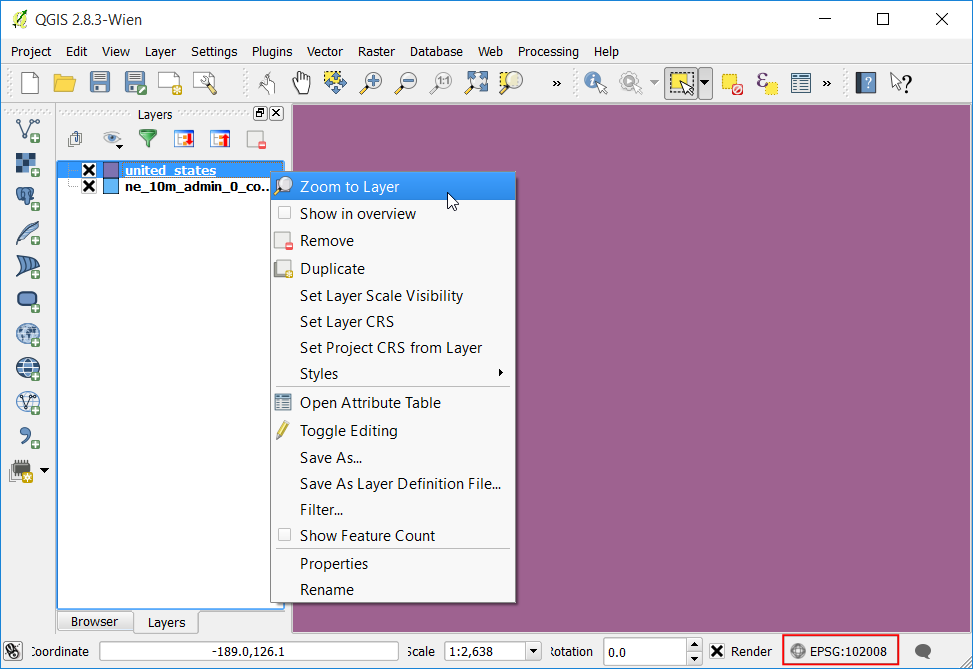 QGIS 2.8.3-Wien
Project Edit View Layer Settings Plugins Vector Raster Database Web Processing Help
1:1 » » ? ?
Layers
united_states
ne_10m_admin_0_co...
Zoom to Layer
Show in overview
Remove
Duplicate
Set Layer Scale Visibility
Set Layer CRS
Set Project CRS from Layer
Styles
Open Attribute Table
Toggle Editing
Save As...
Save As Layer Definition File...
Filter...
Show Feature Count
Properties
Rename
Browser Layers
Coordinate -189.0,126.1 Scale 1:2,638 Rotation 0.0 Render EPSG:102008